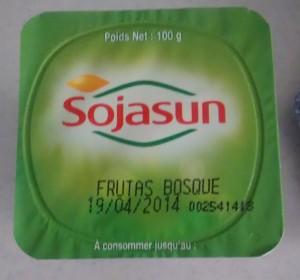 Poids Net : 100 g
Sojasun
FRUTAS BOSQUE
19/04/2014 002541418
A consommer jusqu'au :